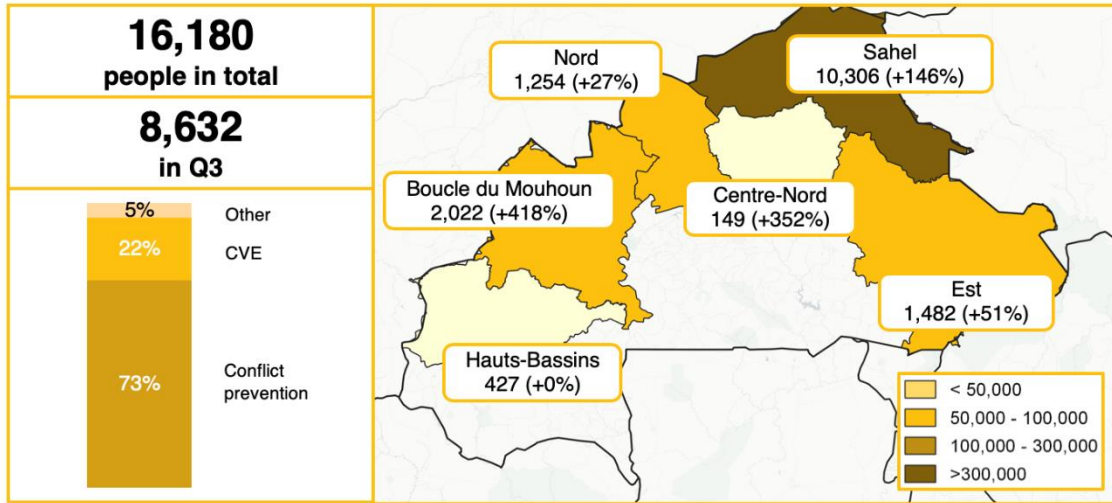 16,180
people in total
8,632
in Q3
5%
Other
22%
CVE
73%
Conflict
prevention
Nord
1,254 (+27%)
Sahel
10,306 (+146%)
Boucle du Mouhoun
2,022 (+418%)
Centre-Nord
149 (+352%)
Est
1,482 (+51%)
Hauts-Bassins
427 (+0%)
< 50,000
50,000 - 100,000
100,000 - 300,000
>300,000